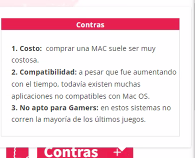 Contras
1. Costo: comprar una MAC suele ser muy
costosa.
2. Compatibilidad: a pesar que fue aumentando
con el tiempo, todavía existen muchas
aplicaciones no compatibles con Mac OS.
3. No apto para Gamers: en estos sistemas no
corren la mayoría de los últimos juegos.
Contras +